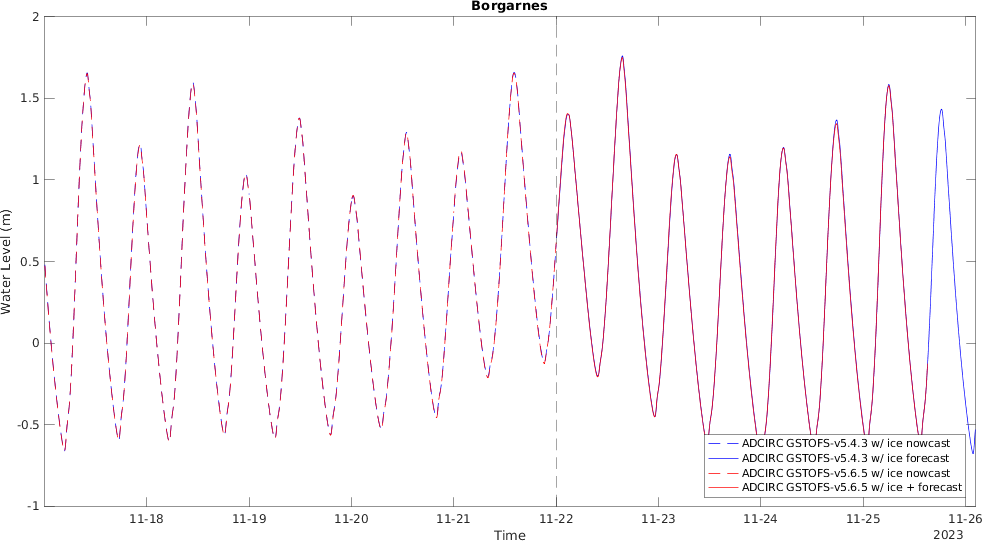 Borgarnes
2
1.5
1
0.5
0
-0.5
-1
Water Level (m)
ADCIRC GSTOFS-v5.4.3 w/ ice nowcast
ADCIRC GSTOFS-v5.4.3 w/ ice forecast
ADCIRC GSTOFS-v5.6.5 w/ ice nowcast
ADCIRC GSTOFS-v5.6.5 w/ ice + forecast
11-18 11-19 11-20 11-21 11-22 11-23 11-24 11-25 11-26
Time
2023